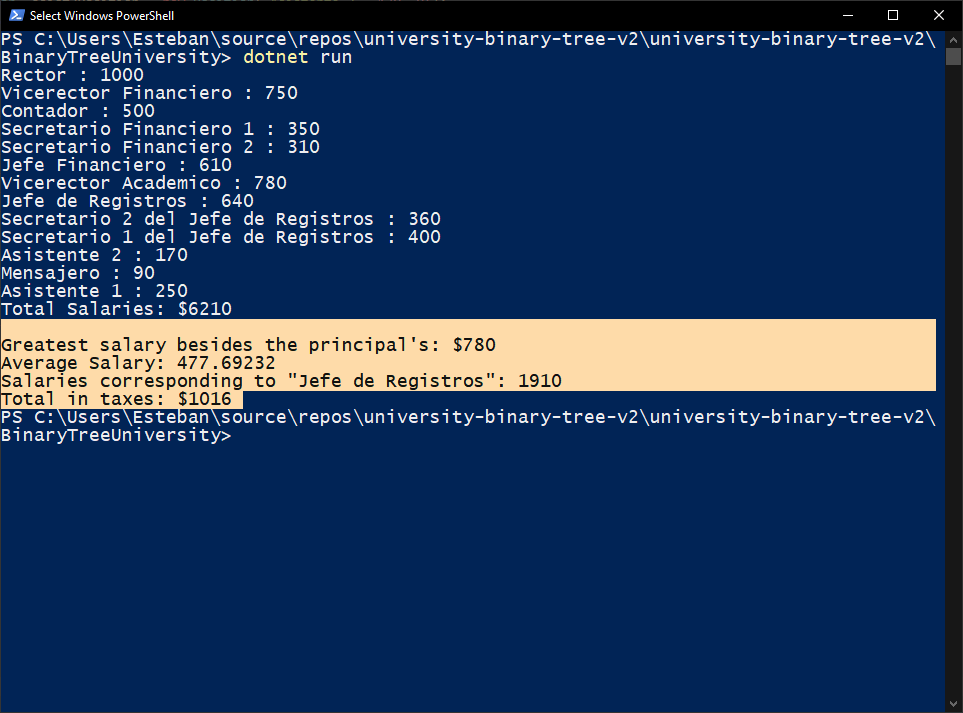 Select Windows PowerShell
PS C:\Users\Esteban\source\repos\university-binary-tree-v2\university-binary-tree-v2\
BinaryTreeUniversity> dotnet run
Rector : 1000
Vicerector Financiero : 750
Contador : 500
Secretario Financiero 1 : 350
Secretario Financiero 2 : 310
Jefe Financiero : 610
Vicerector Academico : 780
Jefe de Registros : 640
Secretario 2 del Jefe de Registros : 360
Secretario 1 del Jefe de Registros : 400
Asistente 2 : 170
Mensajero : 90
Asistente 1 : 250
Total Salaries: $6210
Greatest salary besides the principal's: $780
Average Salary: 477.69232
Salaries corresponding to "Jefe de Registros": 1910
Total in taxes: $1016
PS C:\Users\Esteban\source\repos\university-binary-tree-v2\university-binary-tree-v2\
BinaryTreeUniversity>